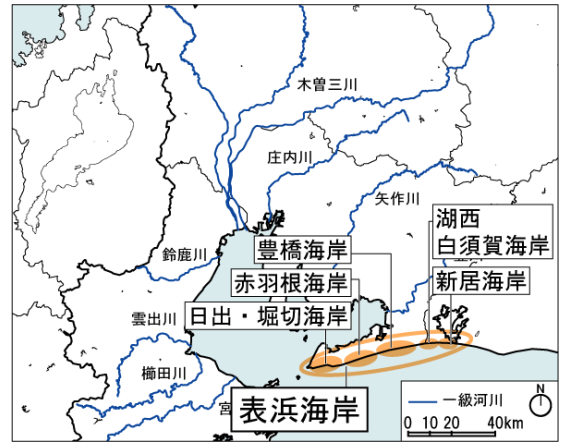 木曽三川
庄内川
矢作川
湖西
白須賀海岸
豊橋海岸
鈴鹿川
新居海岸
赤羽根海岸
日出・堀切海岸
雲出川
櫛田川
宮
表浜海岸
一級河川
N
0 10 20 40km